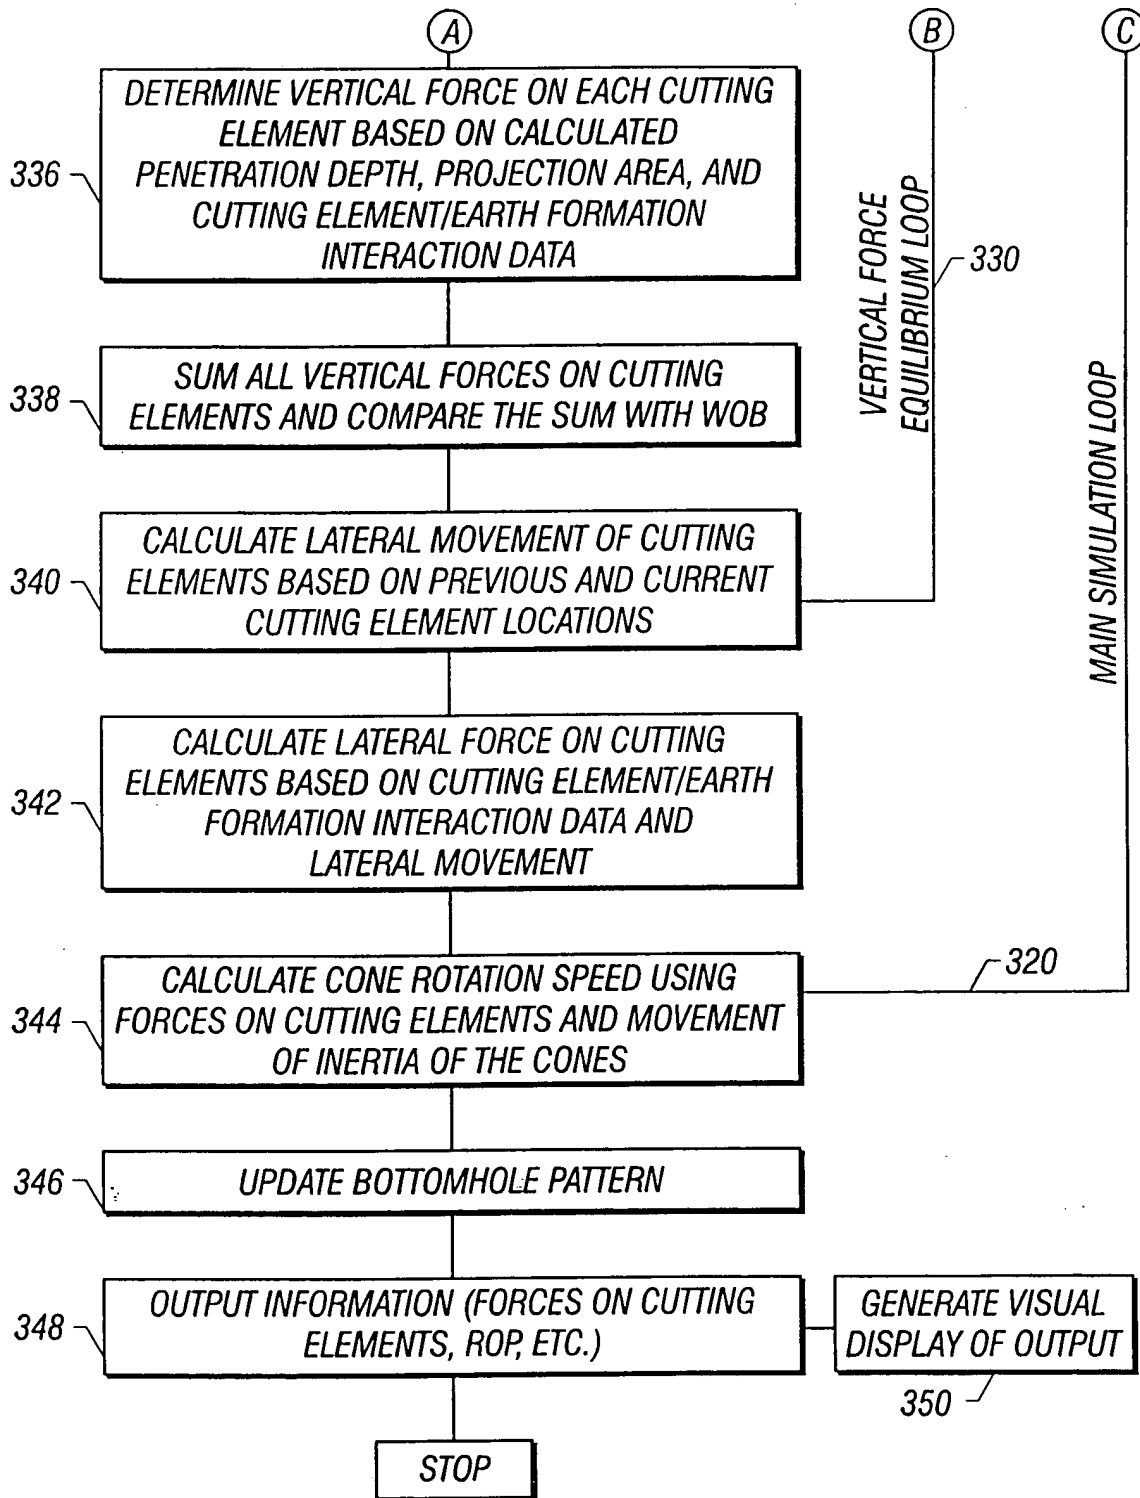 A
B
C
DETERMINE VERTICAL FORCE ON EACH CUTTING
ELEMENT BASED ON CALCULATED
PENETRATION DEPTH, PROJECTION AREA, AND
CUTTING ELEMENT/EARTH FORMATION
INTERACTION DATA
336
VERTICAL FORCE
EQUILIBRIUM LOOP
330
MAIN SIMULATION LOOP
SUM ALL VERTICAL FORCES ON CUTTING
ELEMENTS AND COMPARE THE SUM WITH WOB
338
CALCULATE LATERAL MOVEMENT OF CUTTING
ELEMENTS BASED ON PREVIOUS AND CURRENT
CUTTING ELEMENT LOCATIONS
340
CALCULATE LATERAL FORCE ON CUTTING
ELEMENTS BASED ON CUTTING ELEMENT/EARTH
FORMATION INTERACTION DATA AND
LATERAL MOVEMENT
342
CALCULATE CONE ROTATION SPEED USING
FORCES ON CUTTING ELEMENTS AND MOVEMENT
OF INERTIA OF THE CONES
344
320
UPDATE BOTTOMHOLE PATTERN
346
OUTPUT INFORMATION (FORCES ON CUTTING
ELEMENTS, ROP, ETC.)
348
GENERATE VISUAL
DISPLAY OF OUTPUT
350
STOP